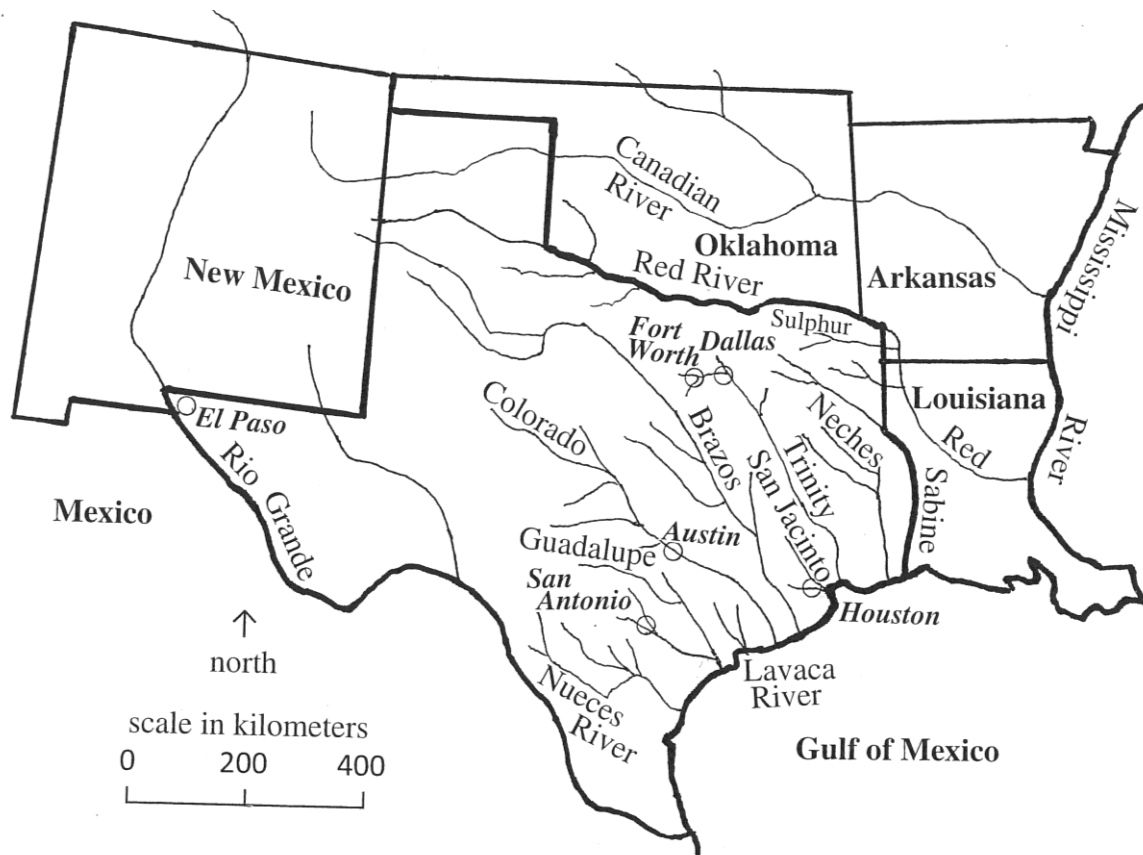 Canadian
River
Mississippi
River
New Mexico
Oklahoma
Arkansas
Red River
Sulphur
Fort
Worth
Dallas
Louisiana
El Paso
Colorado
Brazos
San Jacinto
Trinity
Neches
Red
Sabine
Rio Grande
Mexico
Guadalupe
Austin
San
Antonio
Houston
north
Nueces
River
Lavaca
River
Gulf of Mexico
scale in kilometers
0 200 400